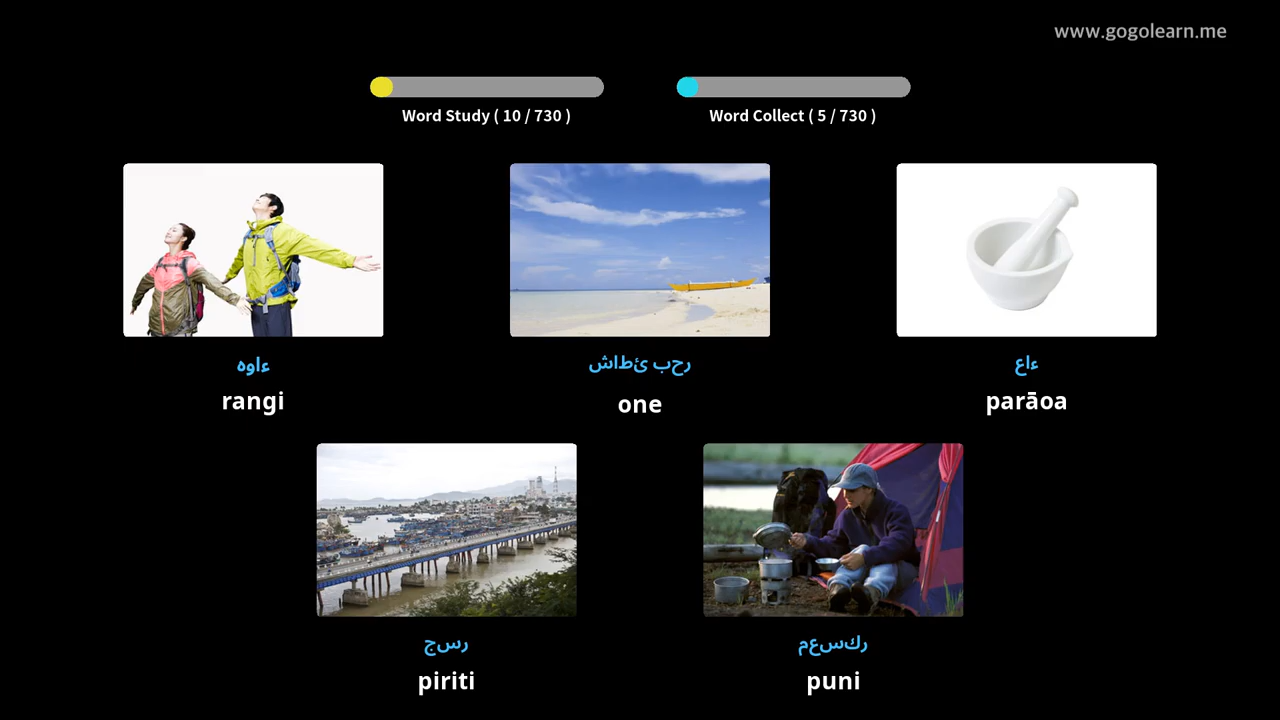 www.gogolearn.me
Word Study ( 10 / 730 )
Word Collect ( 5 / 730 )
ءاوه
rangi
رحب ئطاش
one
ءاع
parāoa
رسج
piriti
ركسعم
puni